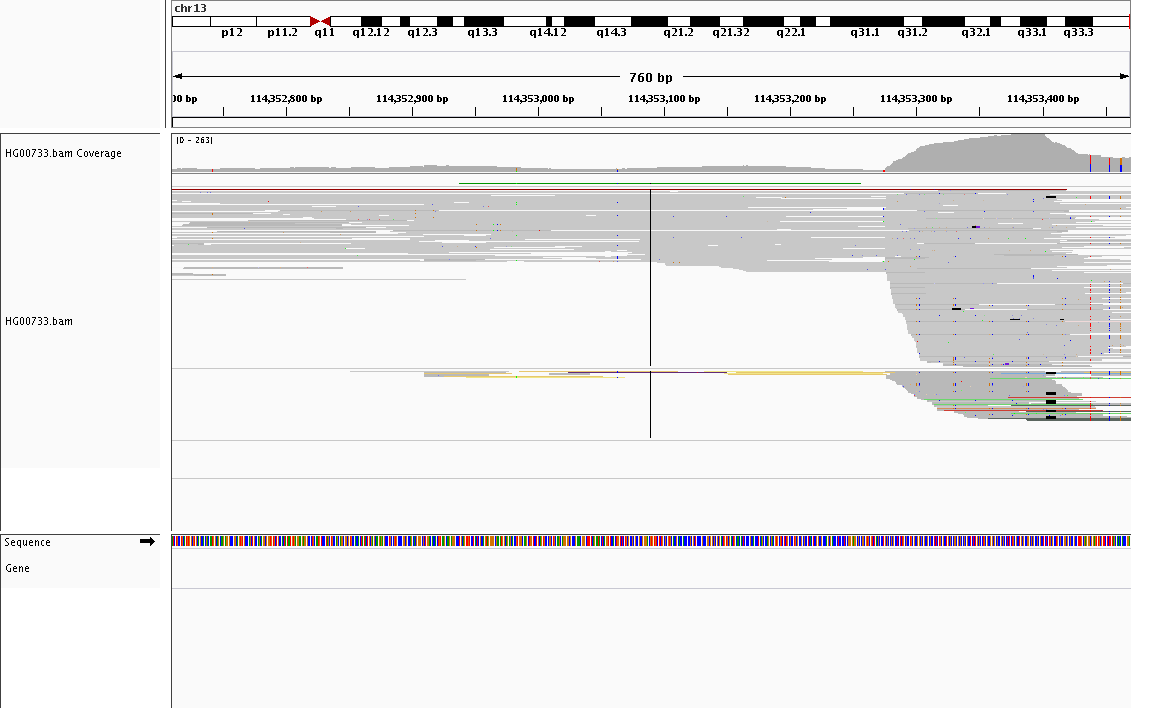 chr13
p12 p11.2 q11 q12.12 q12.3 q13.3 q14.12 q14.3 q21.2 q21.32 q22.1 q31.1 q31.2 q32.1 q33.1 q33.3
760 bp
00 bp 114,352,800 bp 114,352,900 bp 114,353,000 bp 114,353,100 bp 114,353,200 bp 114,353,300 bp 114,353,400 bp
[0 - 263]
HG00733.bam Coverage
HG00733.bam
Sequence
Gene